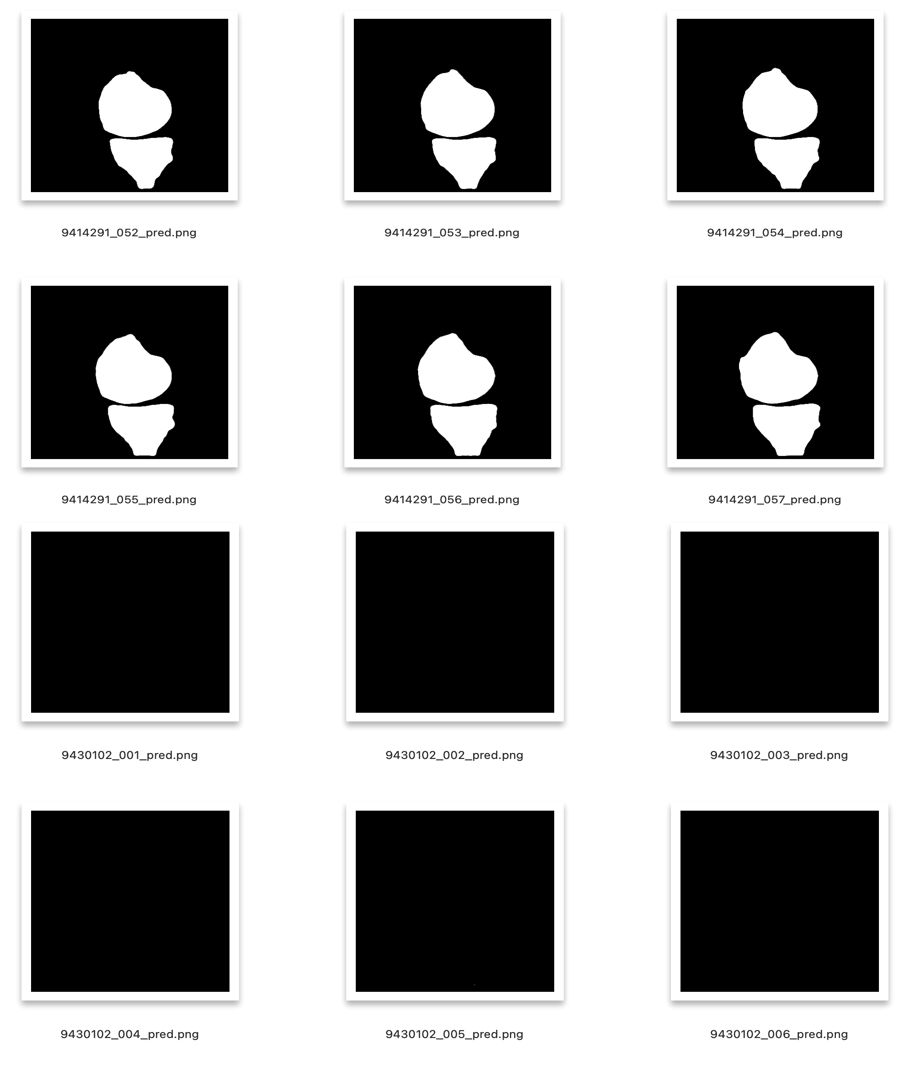 9414291_052_pred.png
9414291_053_pred.png
9414291_054_pred.png
9414291_055_pred.png
9414291_056_pred.png
9414291_057_pred.png
9430102_001_pred.png
9430102_002_pred.png
9430102_003_pred.png
9430102_004_pred.png
9430102_005_pred.png
9430102_006_pred.png